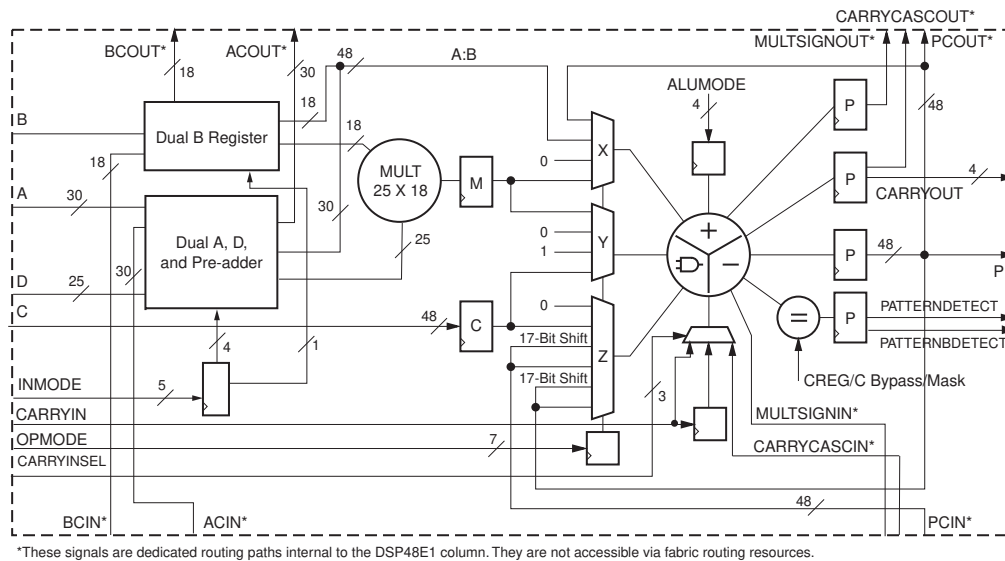 CARRYCASCOUT*
BCOUT*
ACOUT*
MULTSIGNOUT*
PCOUT*
18
30
48
A:B
ALUMODE
4
48
18
B
Dual B Register
18
18
0
X
P
MULT
25 X 18
M
A
30
30
25
P
4
CARRYOUT
Dual A, D,
and Pre-adder
30
0
1
Y
P
48
P
D
25
C
48
C
0
17-Bit Shift
17-Bit Shift
Z
=
P
PATTERNDETECT
PATTERNBDETECT
4
1
INMODE
5
3
CREG/C Bypass/Mask
CARRYIN
MULTSIGNIN*
OPMODE
7
CARRYINSEL
CARRYCASCIN*
48
BCIN*
ACIN*
PCIN*
*These signals are dedicated routing paths internal to the DSP48E1 column. They are not accessible via fabric routing resources.